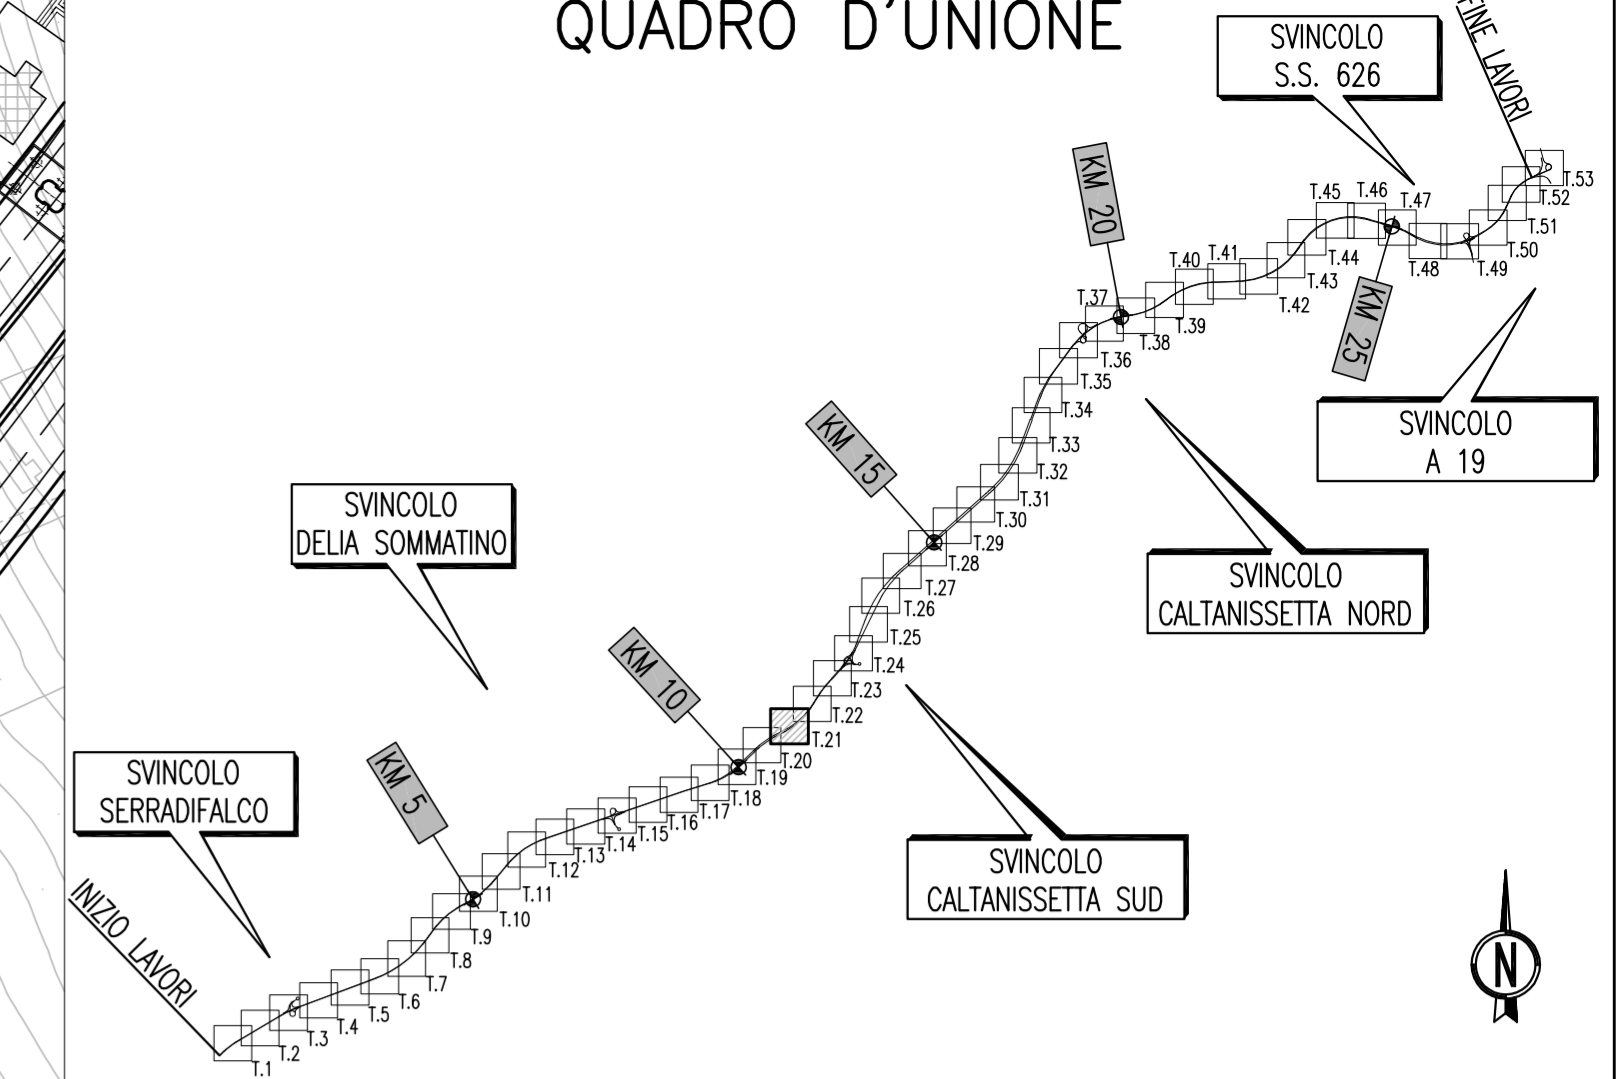 QUADRO D'UNIONE
SVINCOLO
S.S. 626
FINE LAVORI
KM 20
T.53
T.52
T.51
T.50
T.49
T.48
T.47
T.46
T.45
T.44
T.43
T.42
T.41
T.40
T.39
T.38
T.37
T.36
T.35
T.34
T.33
T.32
T.31
T.30
T.29
T.28
T.27
T.26
T.25
T.24
T.23
T.22
T.21
T.20
T.19
T.18
T.17
T.16
T.15
T.14
T.13
T.12
T.11
T.10
T.9
T.8
T.7
T.6
T.5
T.4
T.3
T.2
T.1
KM 25
SVINCOLO
A 19
KM 15
SVINCOLO
DELIA SOMMATINO
SVINCOLO
CALTANISSETTA NORD
KM 10
KM 5
SVINCOLO
SERRADIFALCO
SVINCOLO
CALTANISSETTA SUD
INIZIO LAVORI
N